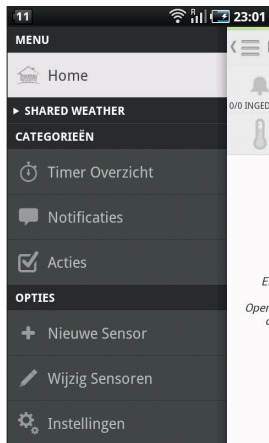 11 R 23:01
MENU
Home
SHARED WEATHER
CATEGORIEËN
Timer Overzicht
Notificaties
Acties
OPTIES
Nieuwe Sensor
Wijzig Sensoren
Instellingen
0/0 INGED
Oper